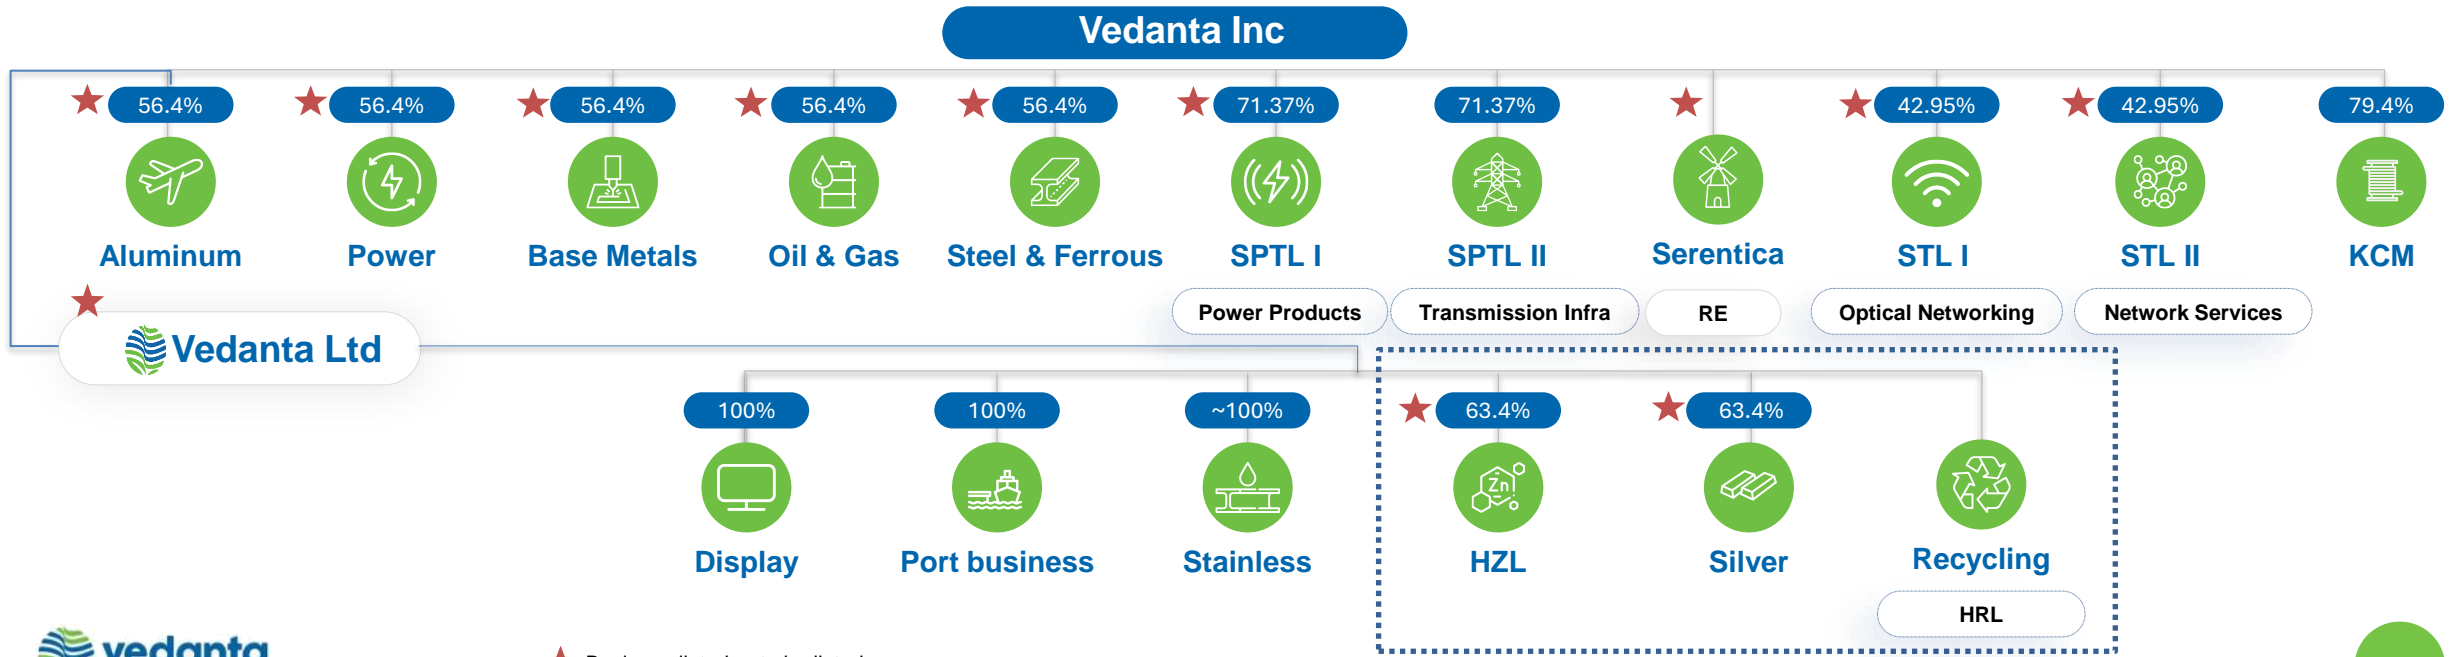 Vedanta Inc
56.4% 56.4% 56.4% 56.4% 56.4% 71.37% 71.37% 42.95% 42.95% 79.4%
Aluminum Power Base Metals Oil & Gas Steel & Ferrous SPTL I SPTL II Serentica STL I STL II KCM
Power Products Transmission Infra RE Optical Networking Network Services
Vedanta Ltd
100% 100% ~100% 63.4% 63.4%
Zn
Display Port business Stainless HZL Silver Recycling
HRL
vedanta